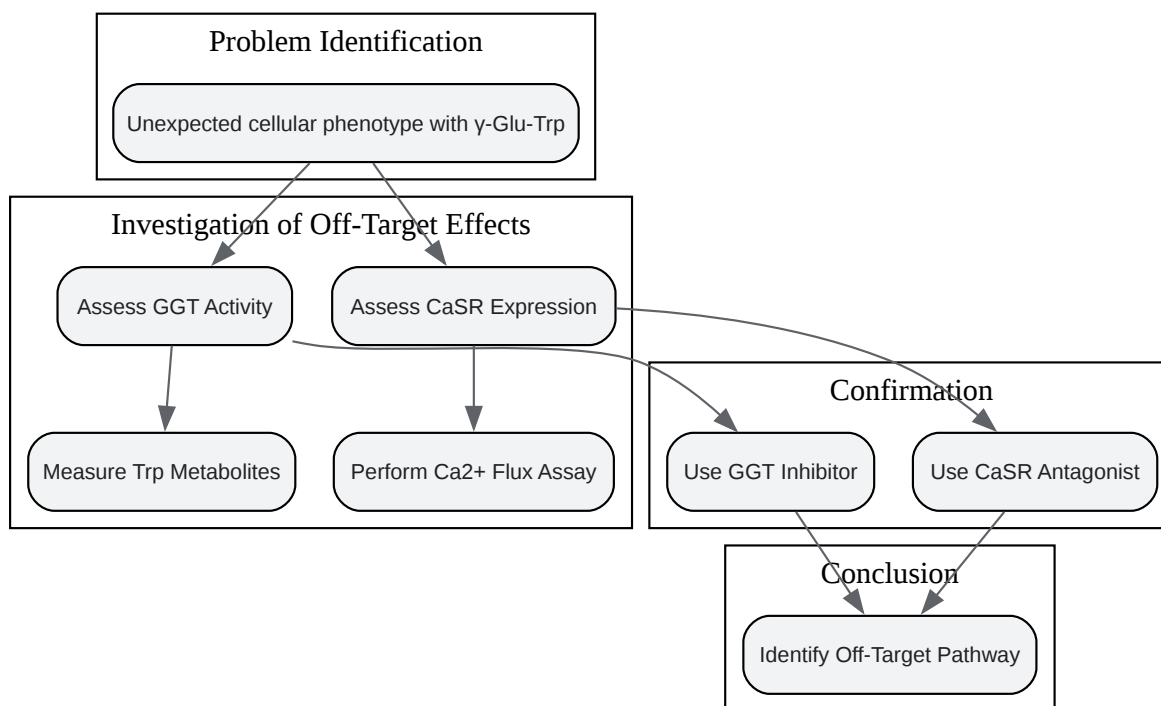 Problem Identification
Unexpected cellular phenotype with γ-Glu-Trp
Investigation of Off-Target Effects
Assess GGT Activity
Assess CaSR Expression
Measure Trp Metabolites
Perform Ca2+ Flux Assay
Confirmation
Use GGT Inhibitor
Use CaSR Antagonist
Conclusion
Identify Off-Target Pathway